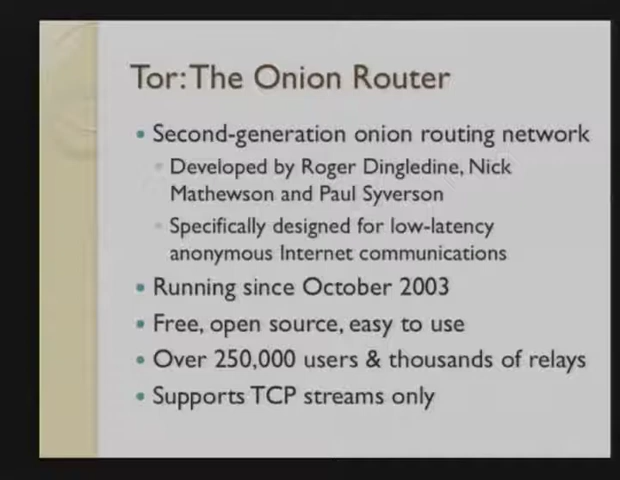 Tor: The Onion Router
Second-generation onion routing network
Developed by Roger Dingledine, Nick
Mathewson and Paul Syverson
Specifically designed for low-latency
anonymous Internet communications
Running since October 2003
Free, open source, easy to use
Over 250,000 users & thousands of relays
Supports TCP streams only